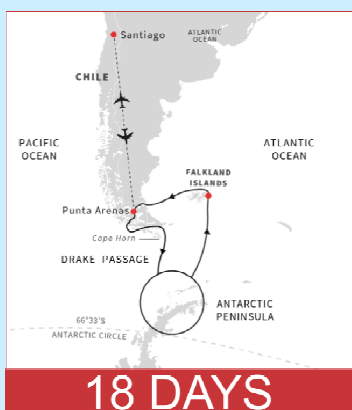 Santiago
ATLANTIC
OCEAN
CHILE
PACIFIC
OCEAN
ATLANTIC
OCEAN
FALKLAND
ISLANDS
Punta Arenas
Cape Horn
DRAKE PASSAGE
ANTARCTIC
PENINSULA
66°33'S
ANTARCTIC CIRCLE
18 DAYS